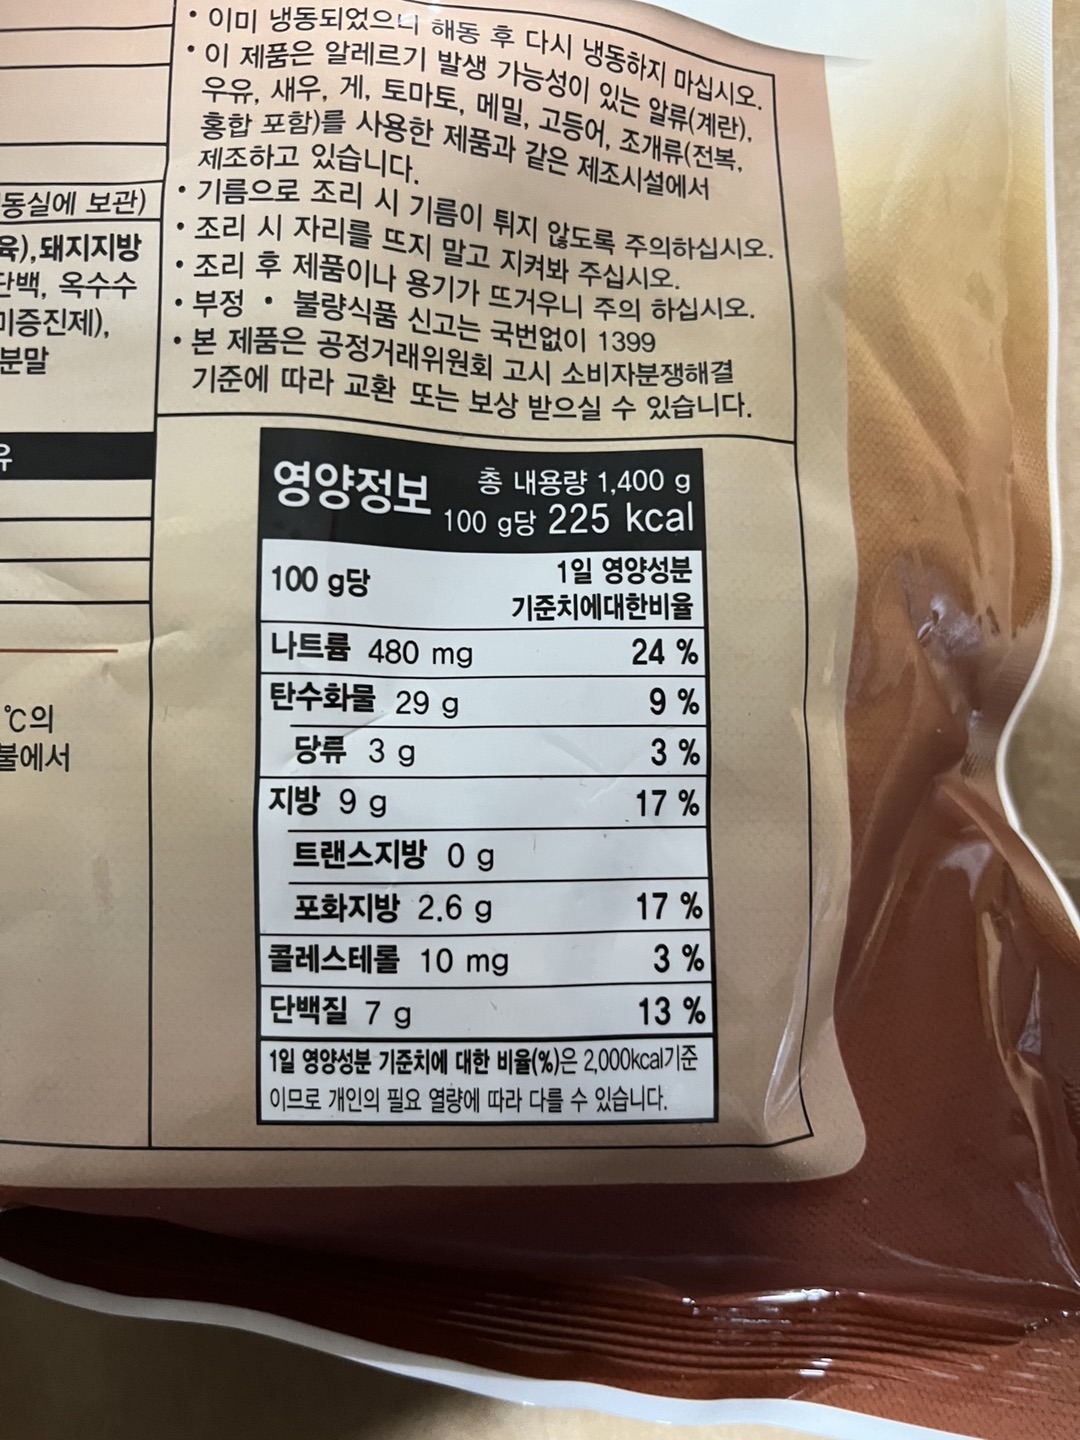 • 이미 냉동되었으니 해동 후 다시 냉동하지 마십시오.
• 이 제품은 알레르기 발생 가능성이 있는 알류(계란),
우유, 새우, 게, 토마토, 메밀, 고등어, 조개류(전복,
홍합 포함)를 사용한 제품과 같은 제조시설에서
제조하고 있습니다.
• 기름으로 조리 시 기름이 튀지 않도록 주의하십시오.
• 조리 시 자리를 뜨지 말고 지켜봐 주십시오.
• 조리 후 제품이나 용기가 뜨거우니 주의 하십시오.
• 부정 • 불량식품 신고는 국번없이 1399
• 본 제품은 공정거래위원회 고시 소비자분쟁해결
기준에 따라 교환 또는 보상 받으실 수 있습니다.
동실에 보관)
육), 돼지지방
단백, 옥수수
미증진제),
분말
유
℃의
불에서
영양정보 총 내용량 1,400 g
100 g당 225 kcal
100 g당 1일 영양성분
기준치에대한비율
나트륨 480 mg 24 %
탄수화물 29 g 9 %
당류 3 g 3 %
지방 9 g 17 %
트랜스지방 0 g
포화지방 2.6 g 17 %
콜레스테롤 10 mg 3 %
단백질 7 g 13 %
1일 영양성분 기준치에 대한 비율(%)은 2,000kcal기준
이므로 개인의 필요 열량에 따라 다를 수 있습니다.